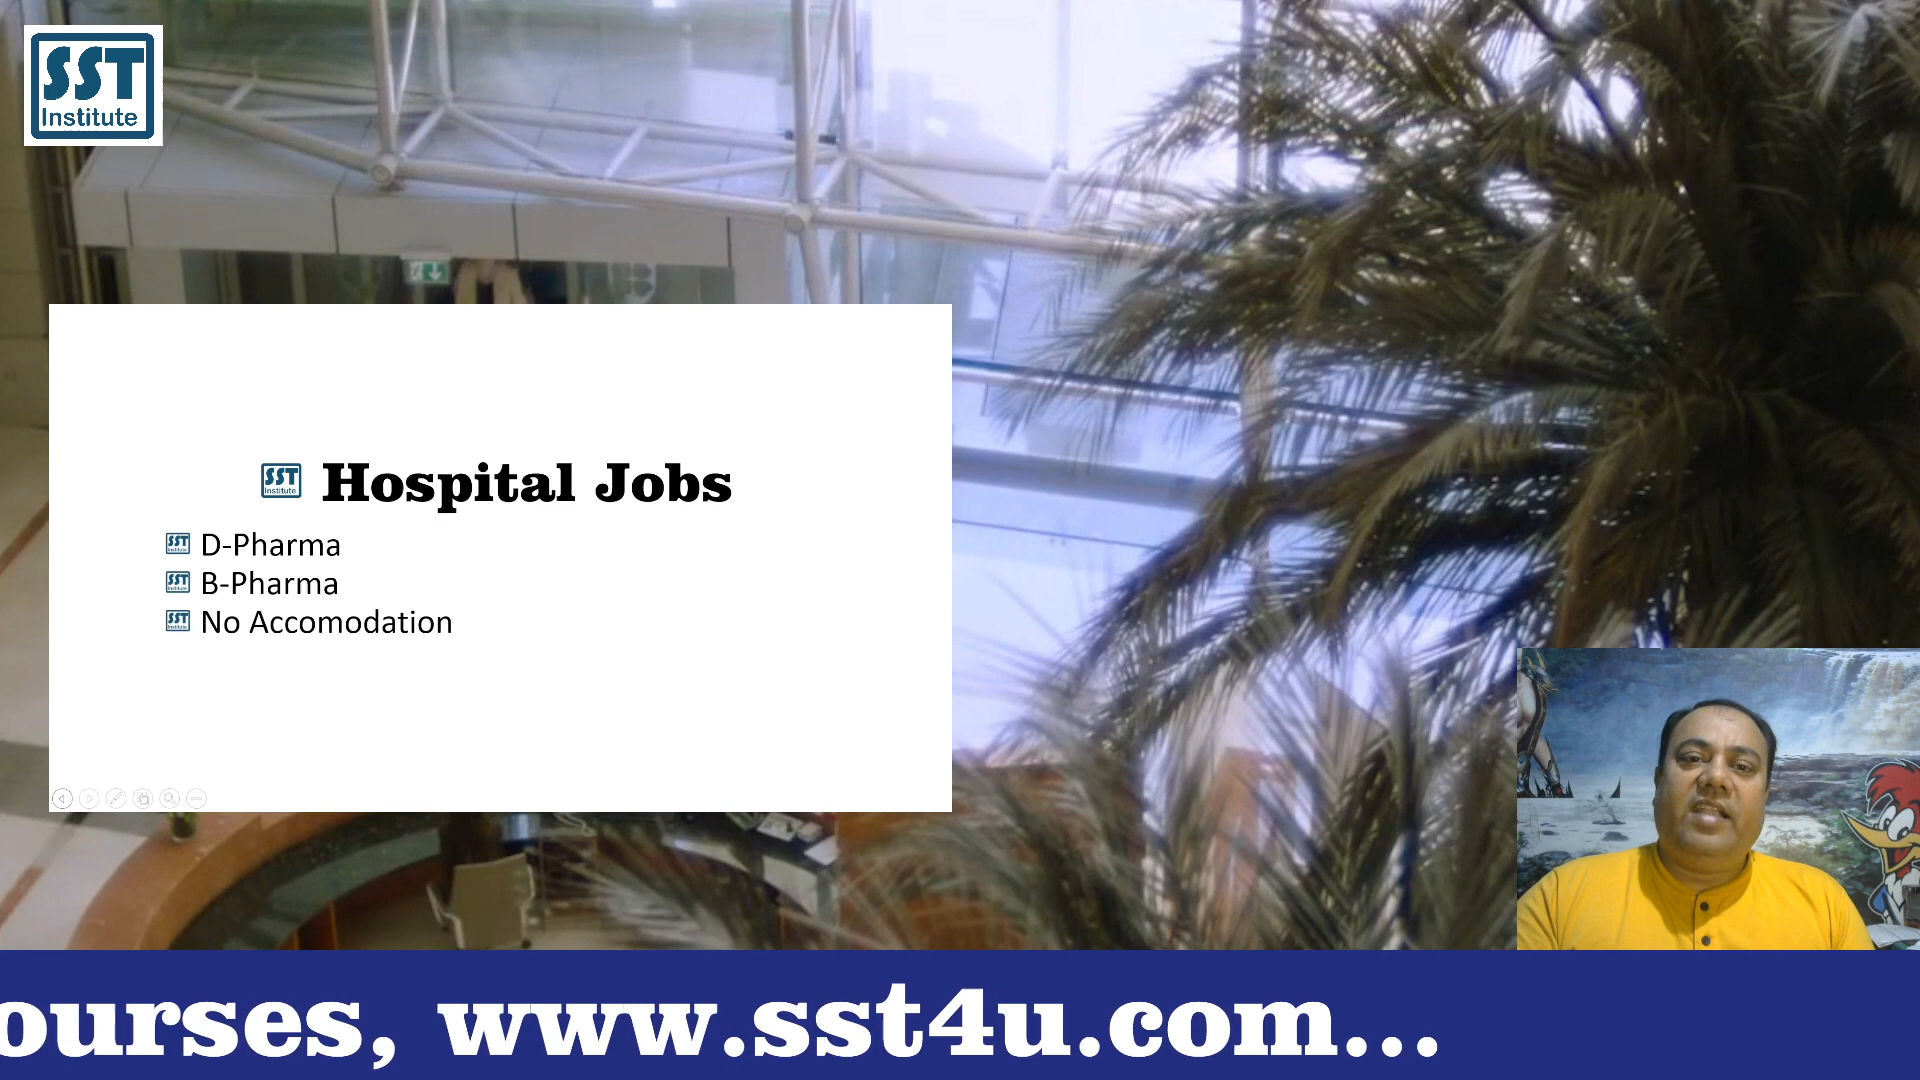 SST
Institute
Hospital Jobs
D-Pharma
B-Pharma
No Accomodation
ourses, www.sst4u.com...